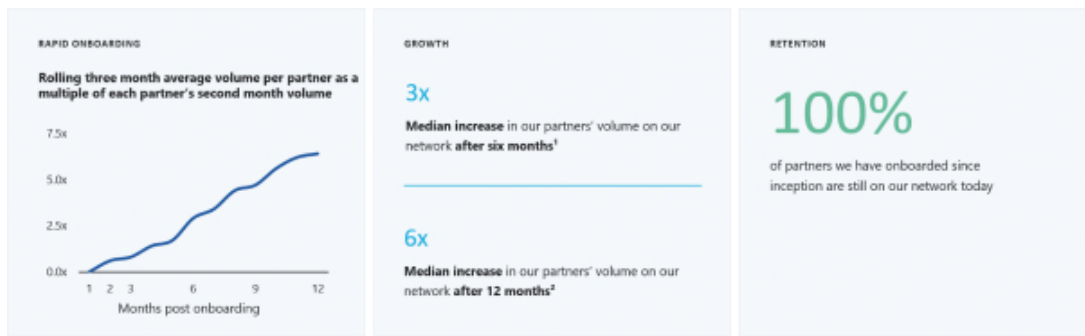 RAPID ONBOARDING
Rolling three month average volume per partner as a
multiple of each partner's second month volume
7.5x
5.0x
2.5x
0.0x
1 2 3 6 9 12
Months post onboarding
GROWTH
3x
Median increase in our partners' volume on our
network after six months¹
6x
Median increase in our partners' volume on our
network after 12 months²
RETENTION
100%
of partners we have onboarded since
inception are still on our network today